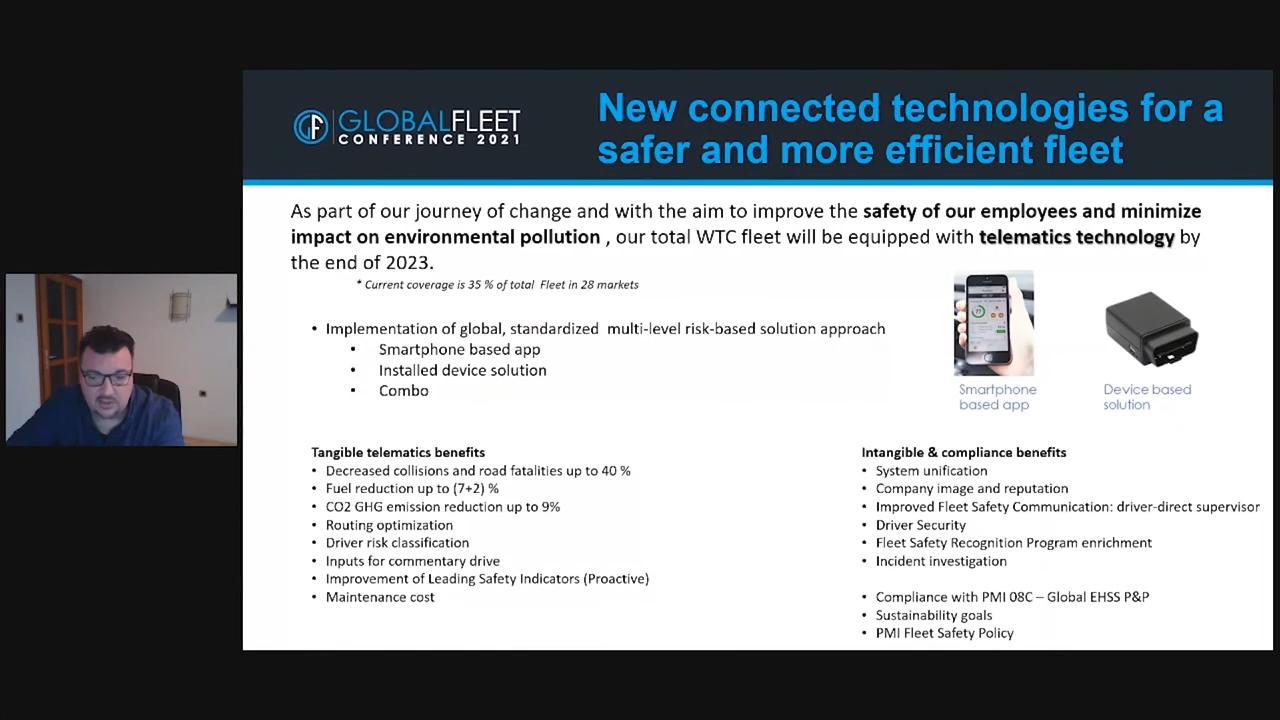 GF GLOBALFLEET
CONFERENCE 2021
New connected technologies for a
safer and more efficient fleet
As part of our journey of change and with the aim to improve the safety of our employees and minimize
impact on environmental pollution , our total WTC fleet will be equipped with telematics technology by
the end of 2023.
* Current coverage is 35 % of total Fleet in 28 markets
• Implementation of global, standardized multi-level risk-based solution approach
• Smartphone based app
• Installed device solution
• Combo
Smartphone
based app
Device based
solution
Tangible telematics benefits
• Decreased collisions and road fatalities up to 40 %
• Fuel reduction up to (7+2) %
• CO2 GHG emission reduction up to 9%
• Routing optimization
• Driver risk classification
• Inputs for commentary drive
• Improvement of Leading Safety Indicators (Proactive)
• Maintenance cost
Intangible & compliance benefits
• System unification
• Company image and reputation
• Improved Fleet Safety Communication: driver-direct supervisor
• Driver Security
• Fleet Safety Recognition Program enrichment
• Incident investigation
• Compliance with PMI 08C – Global EHSS P&P
• Sustainability goals
• PMI Fleet Safety Policy